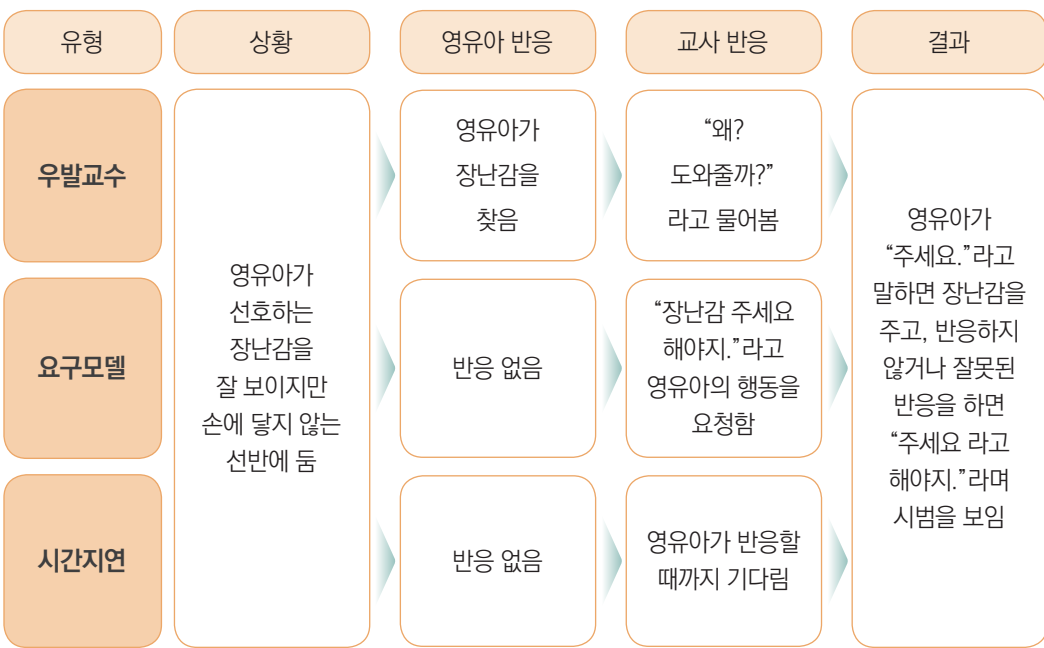 유형
상황
영유아 반응
교사 반응
결과
우발교수
영유아가
선호하는
장난감을
잘 보이지만
손에 닿지 않는
선반에 둠
영유아가
장난감을
찾음
“왜?
도와줄까?”
라고 물어봄
영유아가
“주세요.”라고
말하면 장난감을
주고, 반응하지
않거나 잘못된
반응을 하면
“주세요 라고
해야지.”라며
시범을 보임
요구모델
반응 없음
“장난감 주세요
해야지.”라고
영유아의 행동을
요청함
시간지연
반응 없음
영유아가 반응할
때까지 기다림